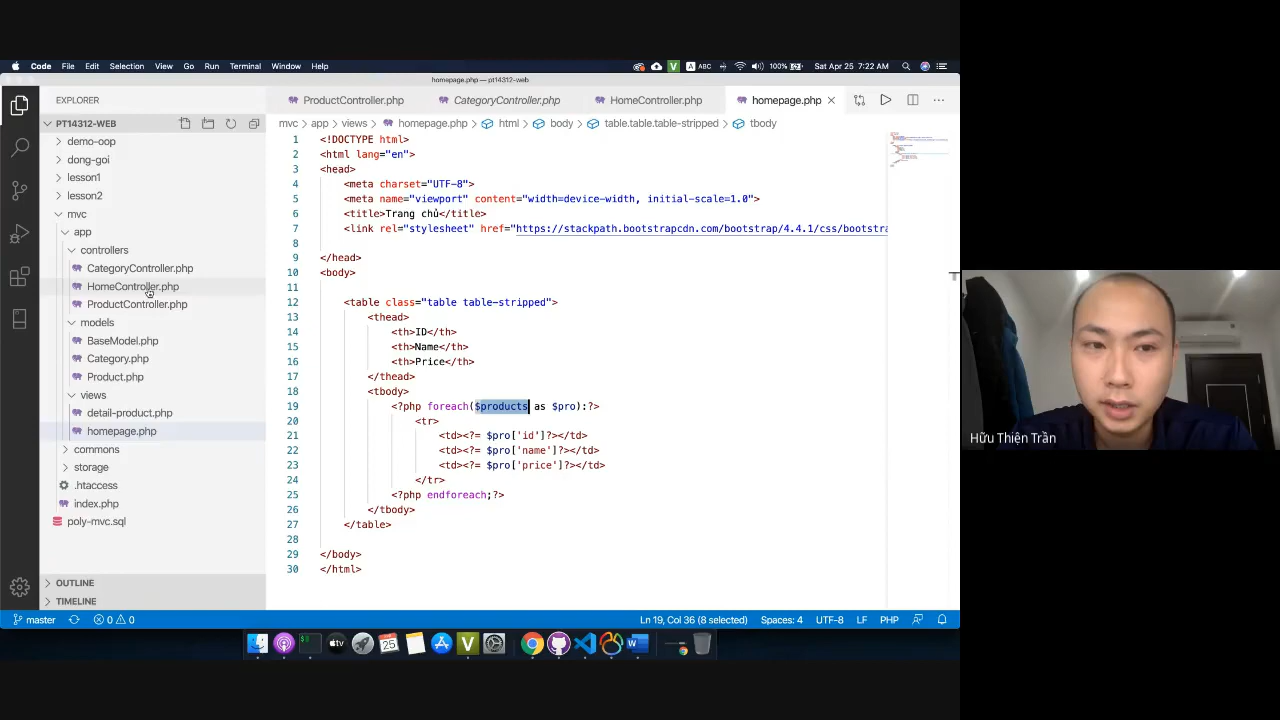 Code File Edit Selection View Go Run Terminal Window Help
V 100% A ABC Sat Apr 25 7:22 AM
homepage.php — pt14312-web
EXPLORER
PT14312-WEB
demo-oop
dong-goi
lesson1
lesson2
mvc
app
controllers
CategoryController.php
HomeController.php
ProductController.php
models
BaseModel.php
Category.php
Product.php
views
detail-product.php
homepage.php
commons
storage
.htaccess
index.php
poly-mvc.sql
OUTLINE
TIMELINE
ProductController.php CategoryController.php HomeController.php homepage.php
mvc > app > views > homepage.php > html > body > table.table.table-stripped > tbody
1 <!DOCTYPE html>
2 <html lang="en">
3 <head>
4 <meta charset="UTF-8">
5 <meta name="viewport" content="width=device-width, initial-scale=1.0">
6 <title>Trang chủ</title>
7 <link rel="stylesheet" href="https://stackpath.bootstrapcdn.com/bootstrap/4.4.1/css/bootstra
8
9 </head>
10 <body>
11
12 <table class="table table-stripped">
13 <thead>
14 <th>ID</th>
15 <th>Name</th>
16 <th>Price</th>
17 </thead>
18 <tbody>
19 <?php foreach($products as $pro):?>
20 <tr>
21 <td><?= $pro['id']?></td>
22 <td><?= $pro['name']?></td>
23 <td><?= $pro['price']?></td>
24 </tr>
25 <?php endforeach;?>
26 </tbody>
27 </table>
28
29 </body>
30 </html>
master 0 0 Ln 19, Col 36 (8 selected) Spaces: 4 UTF-8 LF PHP
Hữu Thiện Trần